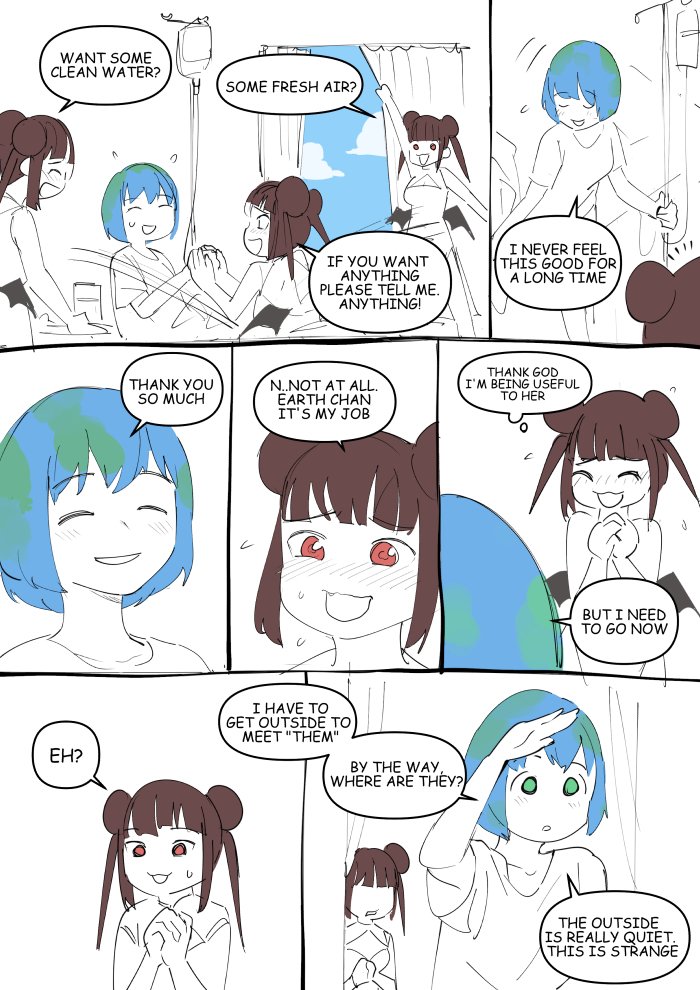 WANT SOME
CLEAN WATER?
SOME FRESH AIR?
IF YOU WANT
ANYTHING
PLEASE TELL ME.
ANYTHING!
I NEVER FEEL
THIS GOOD FOR
A LONG TIME
THANK YOU
SO MUCH
N..NOT AT ALL.
EARTH CHAN
IT'S MY JOB
THANK GOD
I'M BEING USEFUL
TO HER
BUT I NEED
TO GO NOW
EH?
I HAVE TO
GET OUTSIDE TO
MEET "THEM"
BY THE WAY,
WHERE ARE THEY?
THE OUTSIDE
IS REALLY QUIET.
THIS IS STRANGE